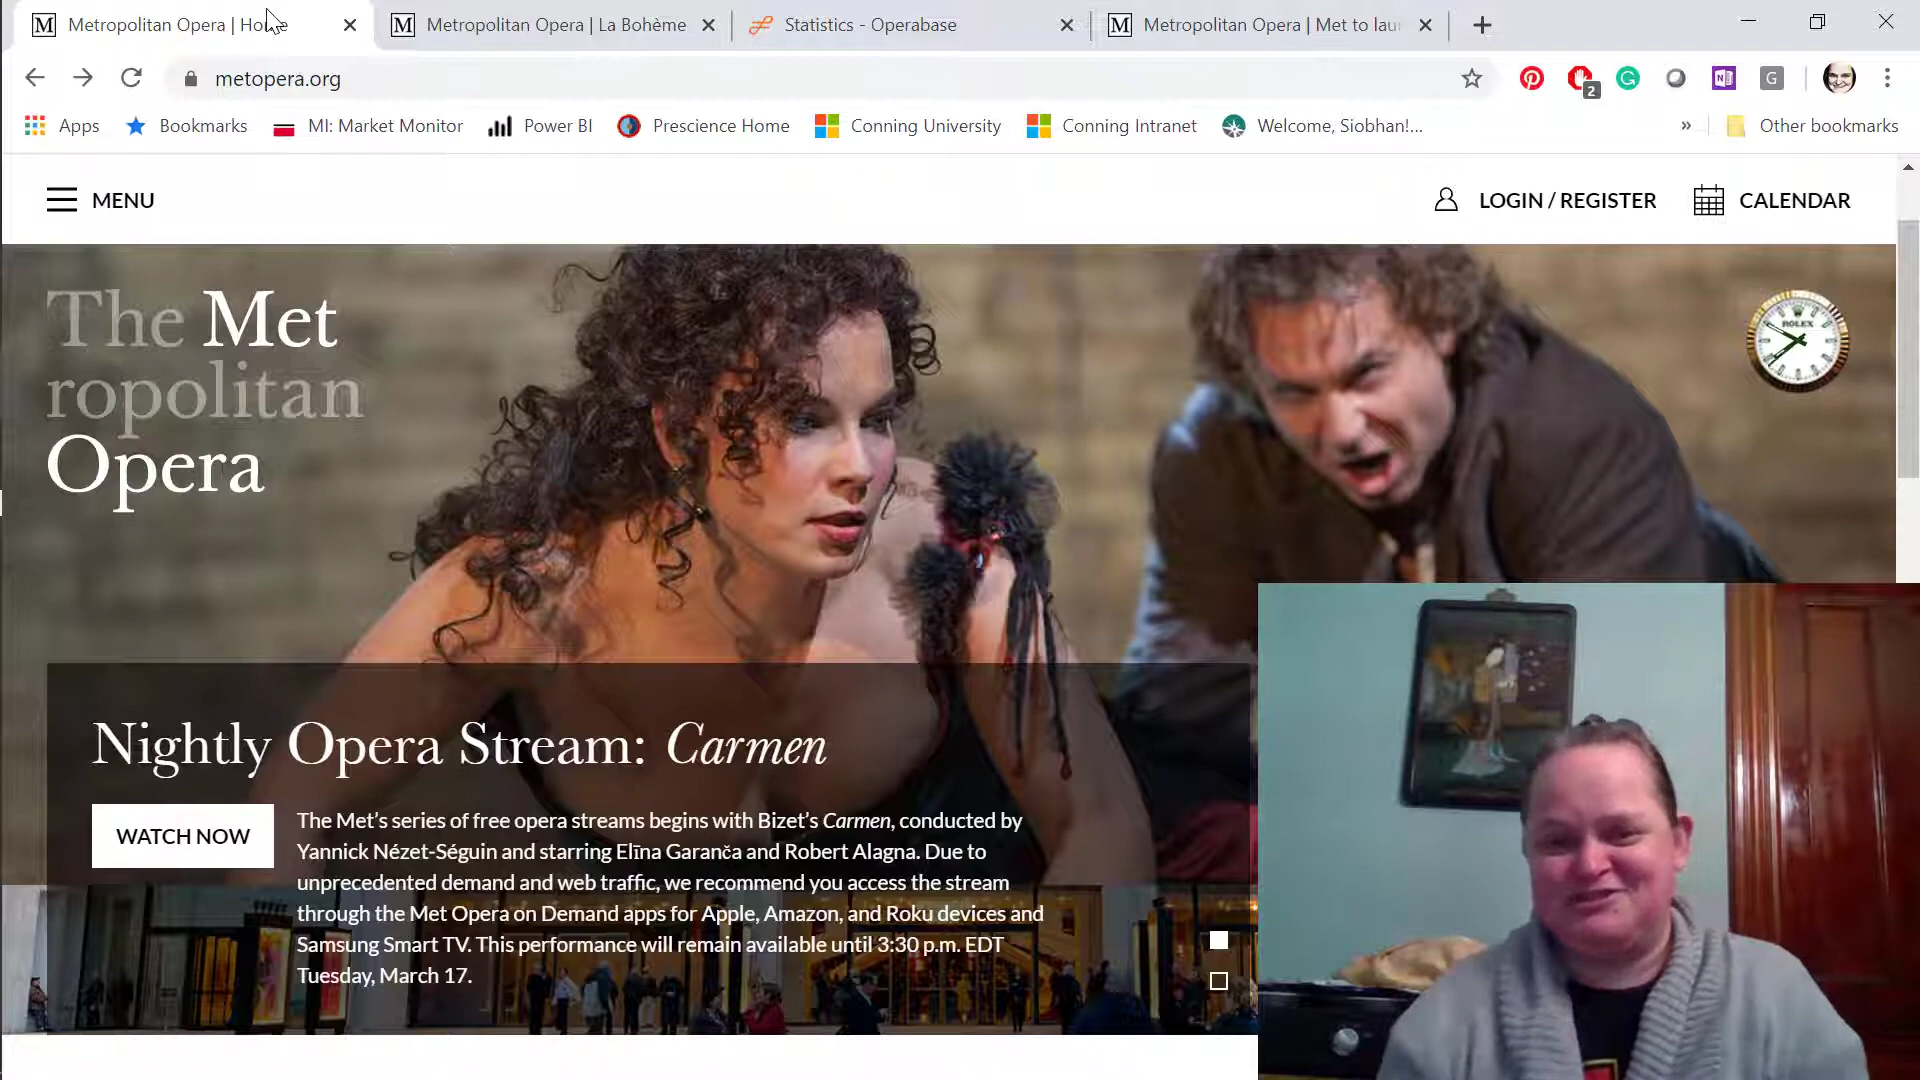 Metropolitan Opera | Home
Metropolitan Opera | La Bohème
Statistics - Operabase
Metropolitan Opera | Met to lau
metopera.org
2
G
N
G
Apps
Bookmarks
MI: Market Monitor
Power BI
Prescience Home
Conning University
Conning Intranet
Welcome, Siobhan!...
»
Other bookmarks
MENU
LOGIN / REGISTER
CALENDAR
The Met
ropolitan
Opera
ROLEX
Nightly Opera Stream: Carmen
WATCH NOW
The Met's series of free opera streams begins with Bizet's Carmen, conducted by
Yannick Nézet-Séguin and starring Elīna Garanča and Robert Alagna. Due to
unprecedented demand and web traffic, we recommend you access the stream
through the Met Opera on Demand apps for Apple, Amazon, and Roku devices and
Samsung Smart TV. This performance will remain available until 3:30 p.m. EDT
Tuesday, March 17.